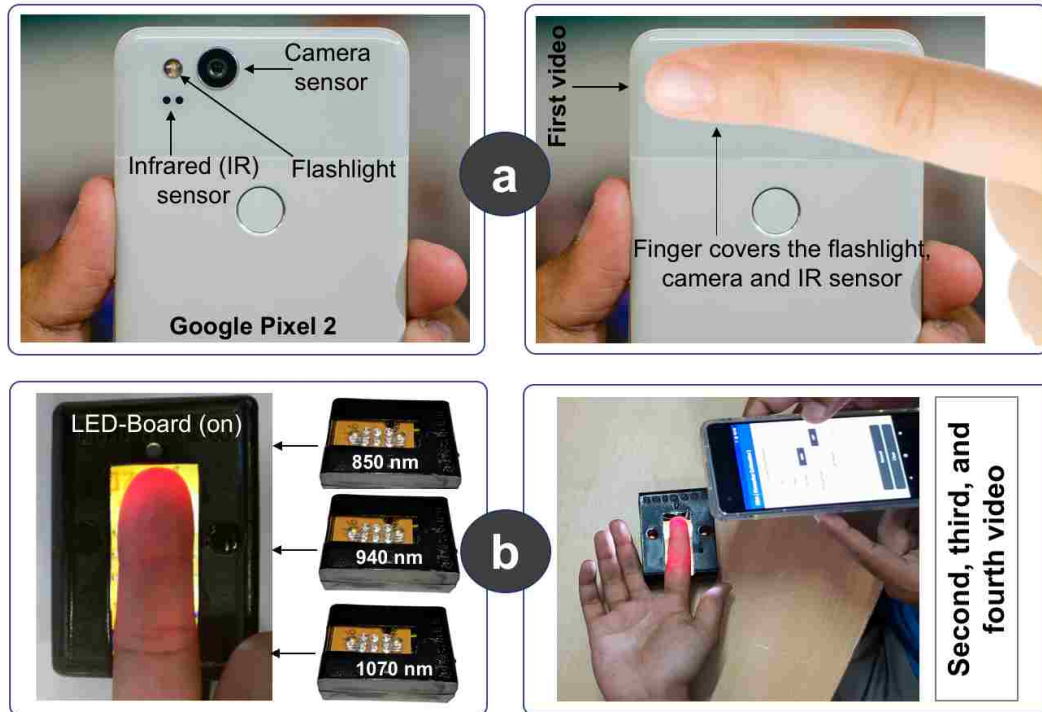 Camera
sensor
Infrared (IR)
sensor
Flashlight
Google Pixel 2
a
First video
Finger covers the flashlight,
camera and IR sensor
LED-Board (on)
850 nm
940 nm
1070 nm
b
Second, third, and
fourth video